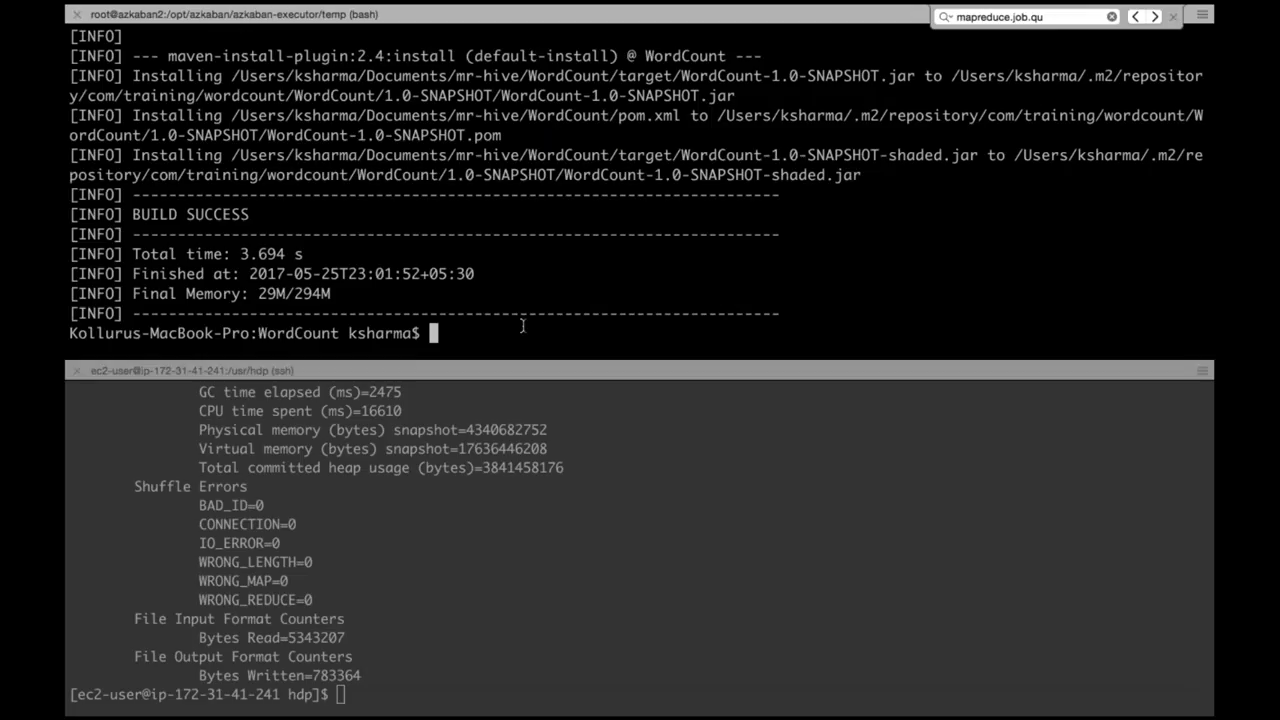 root@azkaban2:/opt/azkaban/azkaban-executor/temp (bash)
mapreduce.job.qu
[INFO]
[INFO] --- maven-install-plugin:2.4:install (default-install) @ WordCount ---
[INFO] Installing /Users/ksharma/Documents/mr-hive/WordCount/target/WordCount-1.0-SNAPSHOT.jar to /Users/ksharma/.m2/repositor
y/com/training/wordcount/WordCount/1.0-SNAPSHOT/WordCount-1.0-SNAPSHOT.jar
[INFO] Installing /Users/ksharma/Documents/mr-hive/WordCount/pom.xml to /Users/ksharma/.m2/repository/com/training/wordcount/W
ordCount/1.0-SNAPSHOT/WordCount-1.0-SNAPSHOT.pom
[INFO] Installing /Users/ksharma/Documents/mr-hive/WordCount/target/WordCount-1.0-SNAPSHOT-shaded.jar to /Users/ksharma/.m2/re
pository/com/training/wordcount/WordCount/1.0-SNAPSHOT/WordCount-1.0-SNAPSHOT-shaded.jar
[INFO] ------------------------------------------------------------------------
[INFO] BUILD SUCCESS
[INFO] ------------------------------------------------------------------------
[INFO] Total time: 3.694 s
[INFO] Finished at: 2017-05-25T23:01:52+05:30
[INFO] Final Memory: 29M/294M
[INFO] ------------------------------------------------------------------------
Kollurus-MacBook-Pro:WordCount ksharma$
ec2-user@ip-172-31-41-241:/usr/hdp (ssh)
GC time elapsed (ms)=2475
CPU time spent (ms)=16610
Physical memory (bytes) snapshot=4340682752
Virtual memory (bytes) snapshot=17636446208
Total committed heap usage (bytes)=3841458176
Shuffle Errors
BAD_ID=0
CONNECTION=0
IO_ERROR=0
WRONG_LENGTH=0
WRONG_MAP=0
WRONG_REDUCE=0
File Input Format Counters
Bytes Read=5343207
File Output Format Counters
Bytes Written=783364
[ec2-user@ip-172-31-41-241 hdp]$